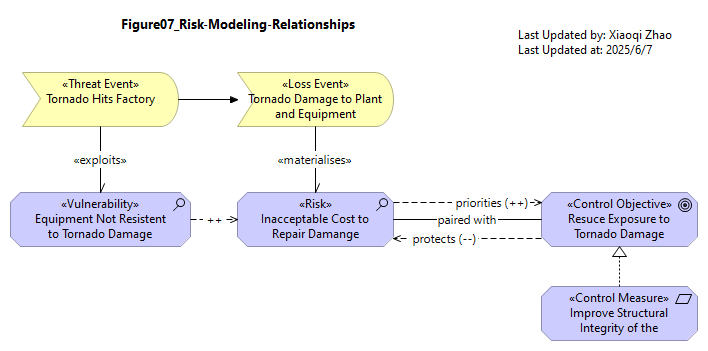 Figure07_Risk-Modeling-Relationships
Last Updated by: Xiaoqi Zhao
Last Updated at: 2025/6/7
«Threat Event»
Tornado Hits Factory
«Loss Event»
Tornado Damage to Plant
and Equipment
«exploits»
«materialises»
«Vulnerability»
Equipment Not Resistent
to Tornado Damage
++
«Risk»
Inacceptable Cost to
Repair Damange
priorities (++)
paired with
protects (--)
«Control Objective»
Resuce Exposure to
Tornado Damage
«Control Measure»
Improve Structural
Integrity of the